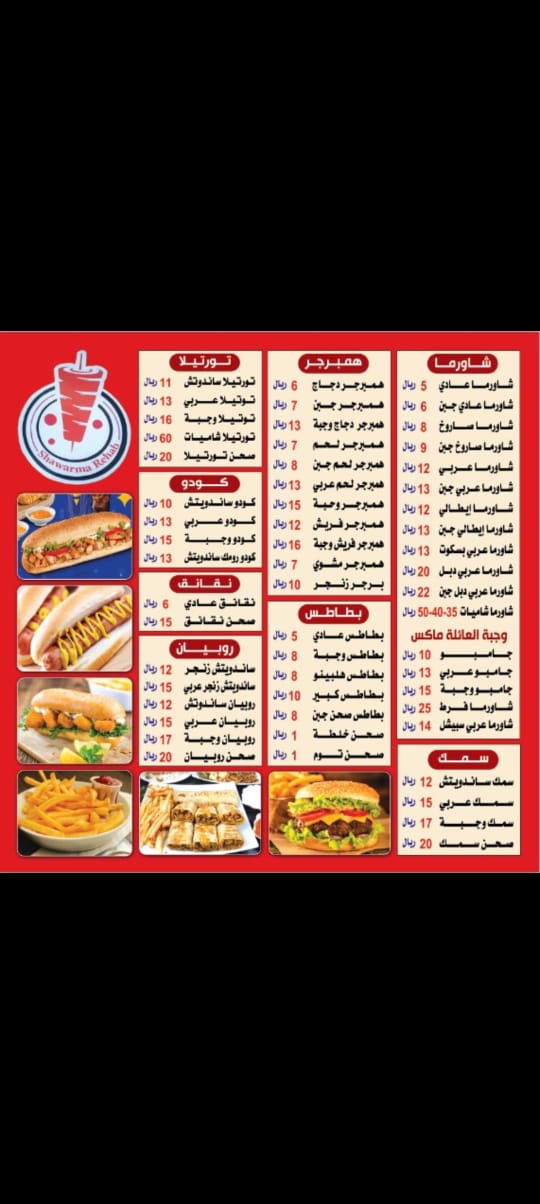 شاورما
شاورما عادي 5 ريال
شاورما عادي جبن 6 ريال
شاورما صاروخ 8 ريال
شاورما صاروخ جبن 9 ريال
شاورما عربي 12 ريال
شاورما عربي جبن 13 ريال
شاورما إيطالي 12 ريال
شاورما إيطالي جبن 13 ريال
شاورما عربي بسكوت 13 ريال
شاورما عربي دبل 20 ريال
شاورما عربي دبل جبن 22 ريال
شاورما شاميات 35-40-50 ريال
وجبة العائلة ماكس
جامبو 10 ريال
جامبو عربي 13 ريال
جامبو وجبة 15 ريال
شاورما فرط 25 ريال
شاورما عربي سبيشل 14 ريال
سمك
سمك ساندويتش 12 ريال
سمك عربي 15 ريال
سمك وجبة 17 ريال
صحن سمك 20 ريال
همبرجر
همبرجر دجاج 6 ريال
همبرجر جبن 7 ريال
همبرجر دجاج وجبة 13 ريال
همبرجر لحم 7 ريال
همبرجر لحم جبن 8 ريال
همبرجر لحم عربي 13 ريال
همبرجر وجبة 15 ريال
همبرجر فريش 12 ريال
همبرجر فريش وجبة 16 ريال
همبرجر مشوي 7 ريال
برجر زنجر 10 ريال
بطاطس
بطاطس عادي 5 ريال
بطاطس وجبة 8 ريال
بطاطس هلبينو 8 ريال
بطاطس كبير 10 ريال
بطاطس صحن جبن 8 ريال
صحن خلطة 1 ريال
صحن ثوم 1 ريال
تورتيلا
تورتيلا ساندوتش 11 ريال
توتيلا عربي 13 ريال
توتيلا وجبة 16 ريال
تورتيلا شاميات 60 ريال
صحن تورتيلا 20 ريال
كودو
كودو ساندويتش 10 ريال
كودو عربي 13 ريال
كودو وجبة 15 ريال
كودو رومك ساندويتش 13 ريال
نقانق
نقانق عادي 6 ريال
صحن نقانق 15 ريال
روبيان
ساندويتش زنجر 12 ريال
ساندويتش زنجر عربي 15 ريال
روبيان ساندوتش 12 ريال
روبيان عربي 15 ريال
روبيان وجبة 17 ريال
صحن روبيان 20 ريال
Shawarma Rehab